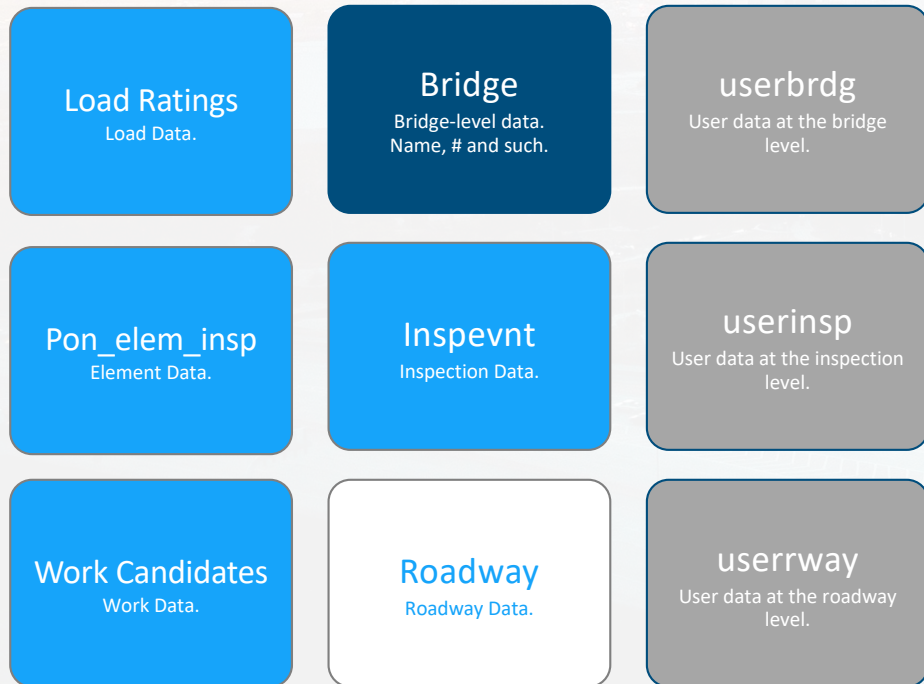 Load Ratings
Load Data.
Bridge
Bridge-level data.
Name, # and such.
userbrdg
User data at the bridge
level.
Pon_elem_insp
Element Data.
Inspevnt
Inspection Data.
userinsp
User data at the inspection
level.
Work Candidates
Work Data.
Roadway
Roadway Data.
userrway
User data at the roadway
level.